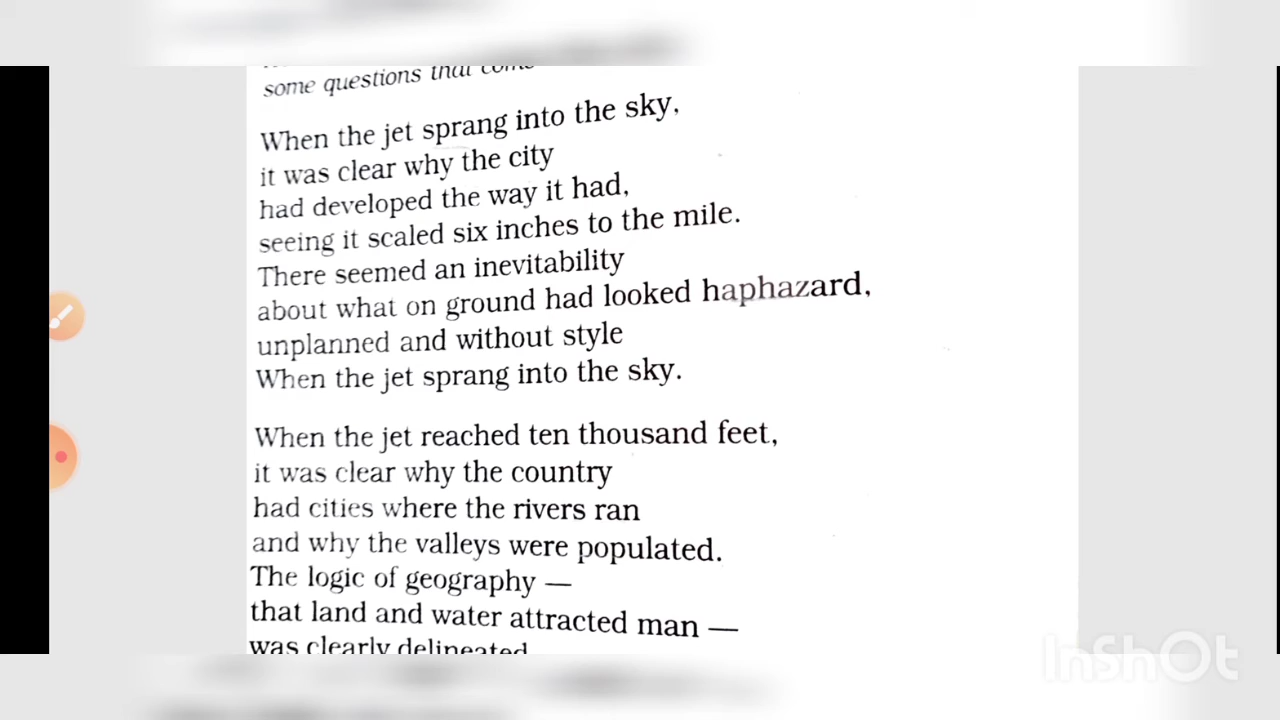 some questions that come
When the jet sprang into the sky,
it was clear why the city
had developed the way it had,
seeing it scaled six inches to the mile.
There seemed an inevitability
about what on ground had looked haphazard,
unplanned and without style
When the jet sprang into the sky.
When the jet reached ten thousand feet,
it was clear why the country
had cities where the rivers ran
and why the valleys were populated.
The logic of geography —
that land and water attracted man —
was clearly delineated
InShOt